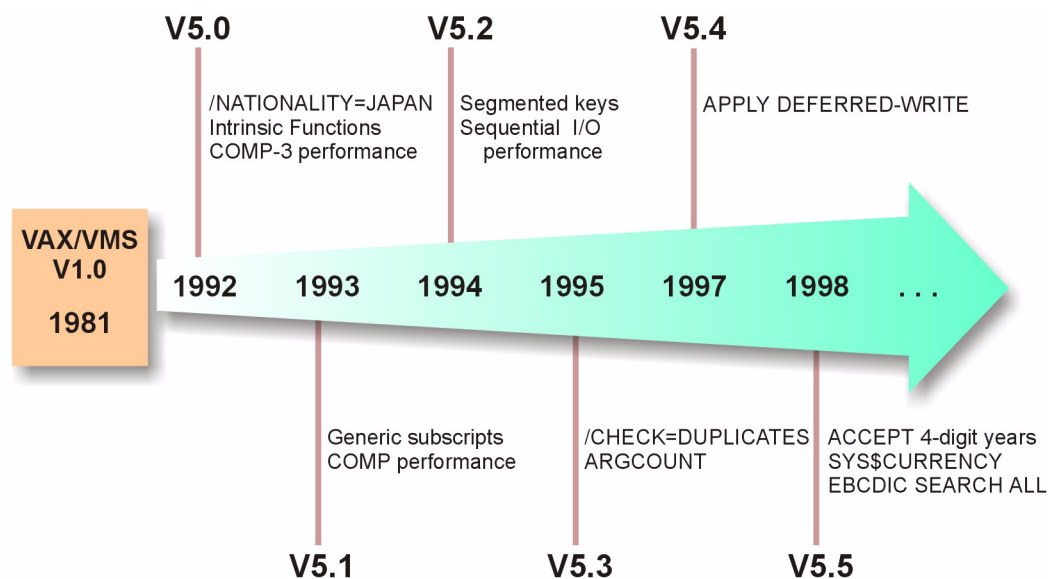 V5.0
V5.2
V5.4
/NATIONALITY=JAPAN
Intrinsic Functions
COMP-3 performance
Segmented keys
Sequential I/O
performance
APPLY DEFERRED-WRITE
VAX/VMS
V1.0
1981
1992
1993
1994
1995
1997
1998
. . .
Generic subscripts
COMP performance
/CHECK=DUPLICATES
ARGCOUNT
ACCEPT 4-digit years
SYS$CURRENCY
EBCDIC SEARCH ALL
V5.1
V5.3
V5.5